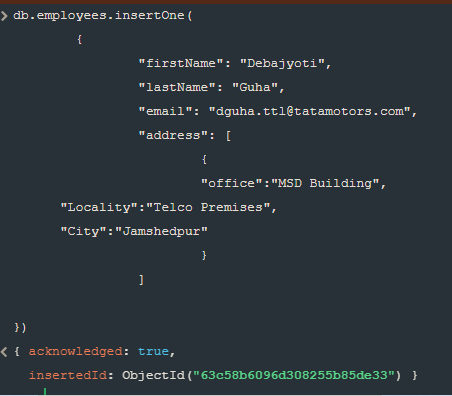 > db.employees.insertOne(
{
"firstName": "Debajyoti",
"lastName": "Guha",
"email": "dguha.ttl@tatamotors.com",
"address": [
{
"office":"MSD Building",
"Locality":"Telco Premises",
"City":"Jamshedpur"
}
]
})
< { acknowledged: true,
insertedId: ObjectId("63c58b6096d308255b85de33") }